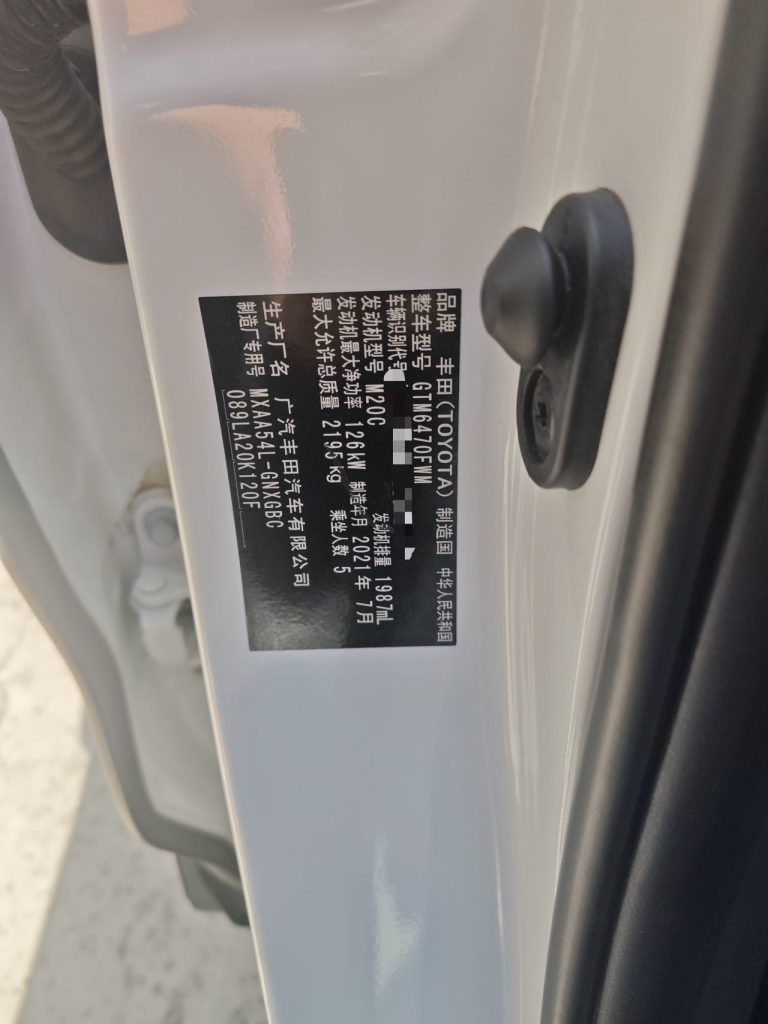 品牌 丰田(TOYOTA) 制造国 中华人民共和国
整车型号 GTM6470FWM
车辆识别代号
发动机型号 M20C 发动机排量 1987mL
发动机最大净功率 126kW 制造年月 2021年 7月
最大允许总质量 2195kg 乘坐人数 5
生产厂名 广汽丰田汽车有限公司
制造厂专用号 MXAA54L-GNXGBC
089LA20K120F